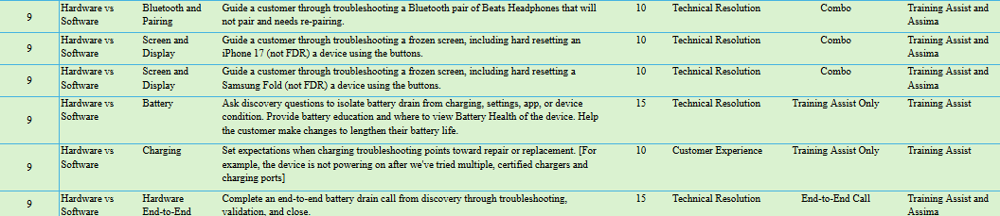 9 Hardware vs Software Bluetooth and Pairing Guide a customer through troubleshooting a Bluetooth pair of Beats Headphones that will not pair and needs re-pairing. 10 Technical Resolution Combo Training Assist and Assima
9 Hardware vs Software Screen and Display Guide a customer through troubleshooting a frozen screen, including hard resetting an iPhone 17 (not FDR) a device using the buttons. 10 Technical Resolution Combo Training Assist and Assima
9 Hardware vs Software Screen and Display Guide a customer through troubleshooting a frozen screen, including hard resetting a Samsung Fold (not FDR) a device using the buttons. 10 Technical Resolution Combo Training Assist and Assima
9 Hardware vs Software Battery Ask discovery questions to isolate battery drain from charging, settings, app, or device condition. Provide battery education and where to view Battery Health of the device. Help the customer make changes to lengthen their battery life. 15 Technical Resolution Training Assist Only Training Assist
9 Hardware vs Software Charging Set expectations when charging troubleshooting points toward repair or replacement. [For example, the device is not powering on after we've tried multiple, certified chargers and charging ports] 10 Customer Experience Training Assist Only Training Assist
9 Hardware vs Software Hardware End-to-End Complete an end-to-end battery drain call from discovery through troubleshooting, validation, and close. 15 Technical Resolution End-to-End Call Training Assist and Assima